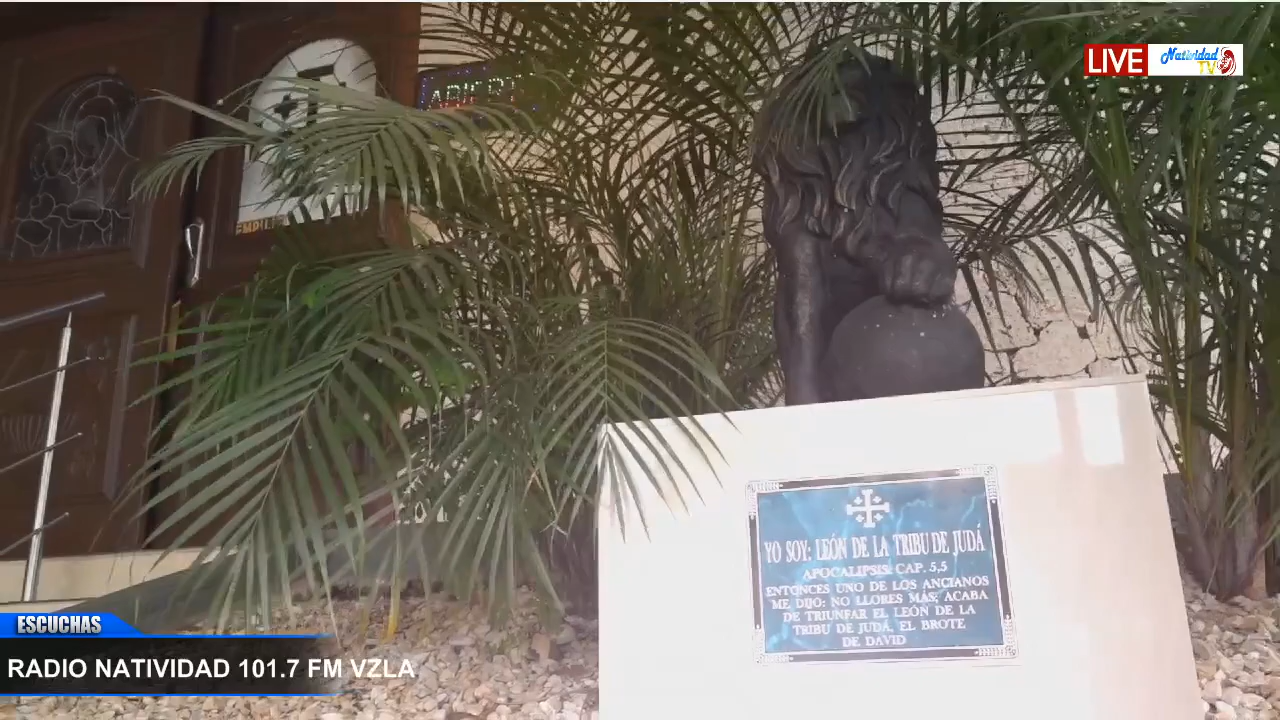 LIVE
Natividad
TV
YO SOY: LEÓN DE LA TRIBU DE JUDÁ
APOCALIPSIS: CAP. 5,5
ENTONCES UNO DE LOS ANCIANOS
ME DIJO: NO LLORES MÁS; ACABA
DE TRIUNFAR EL LEÓN DE LA
TRIBU DE JUDÁ, EL BROTE
DE DAVID
ESCUCHAS
RADIO NATIVIDAD 101.7 FM VZLA